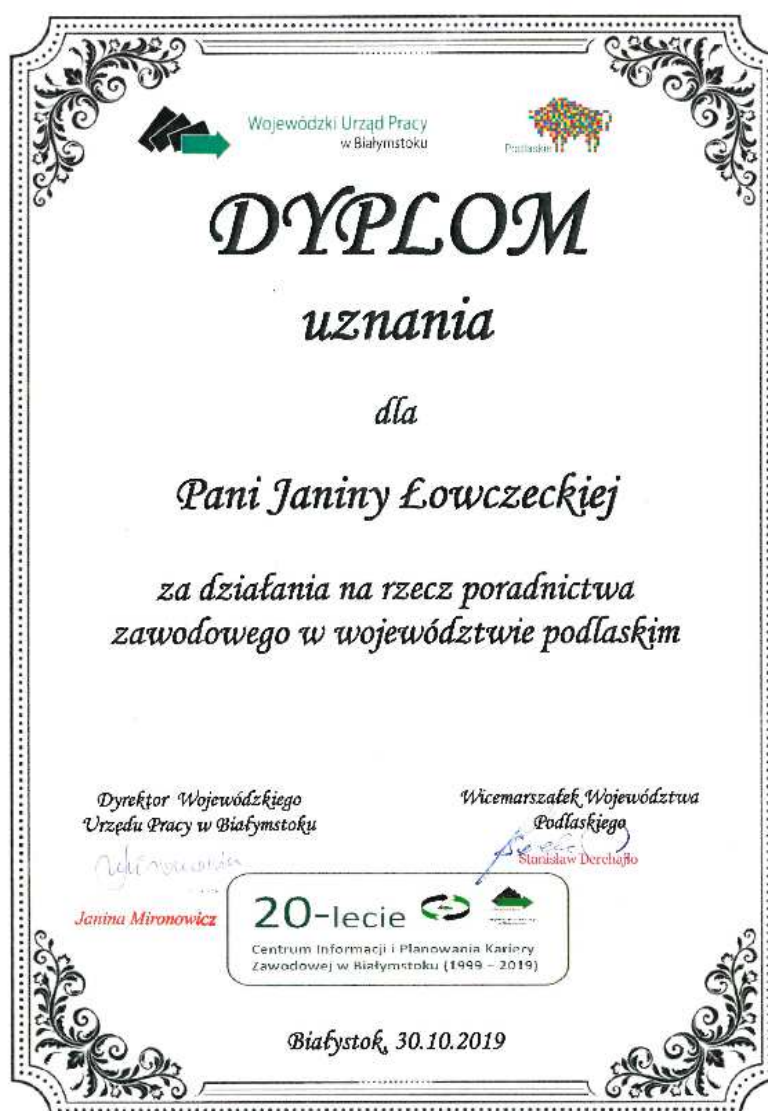 Wojewódzki Urząd Pracy
w Białymstoku
Podlaskie
DYPLOM
uznania
dla
Pani Janiny Łowczeckiej
za działania na rzecz poradnictwa
zawodowego w województwie podlaskim
Dyrektor Wojewódzkiego
Urzędu Pracy w Białymstoku
Wicemarszałek Województwa
Podlaskiego
Stanisław Derehajło
Janina Mironowicz
20-lecie
Centrum Informacji i Planowania Kariery
Zawodowej w Białymstoku (1999 – 2019)
Białystok, 30.10.2019